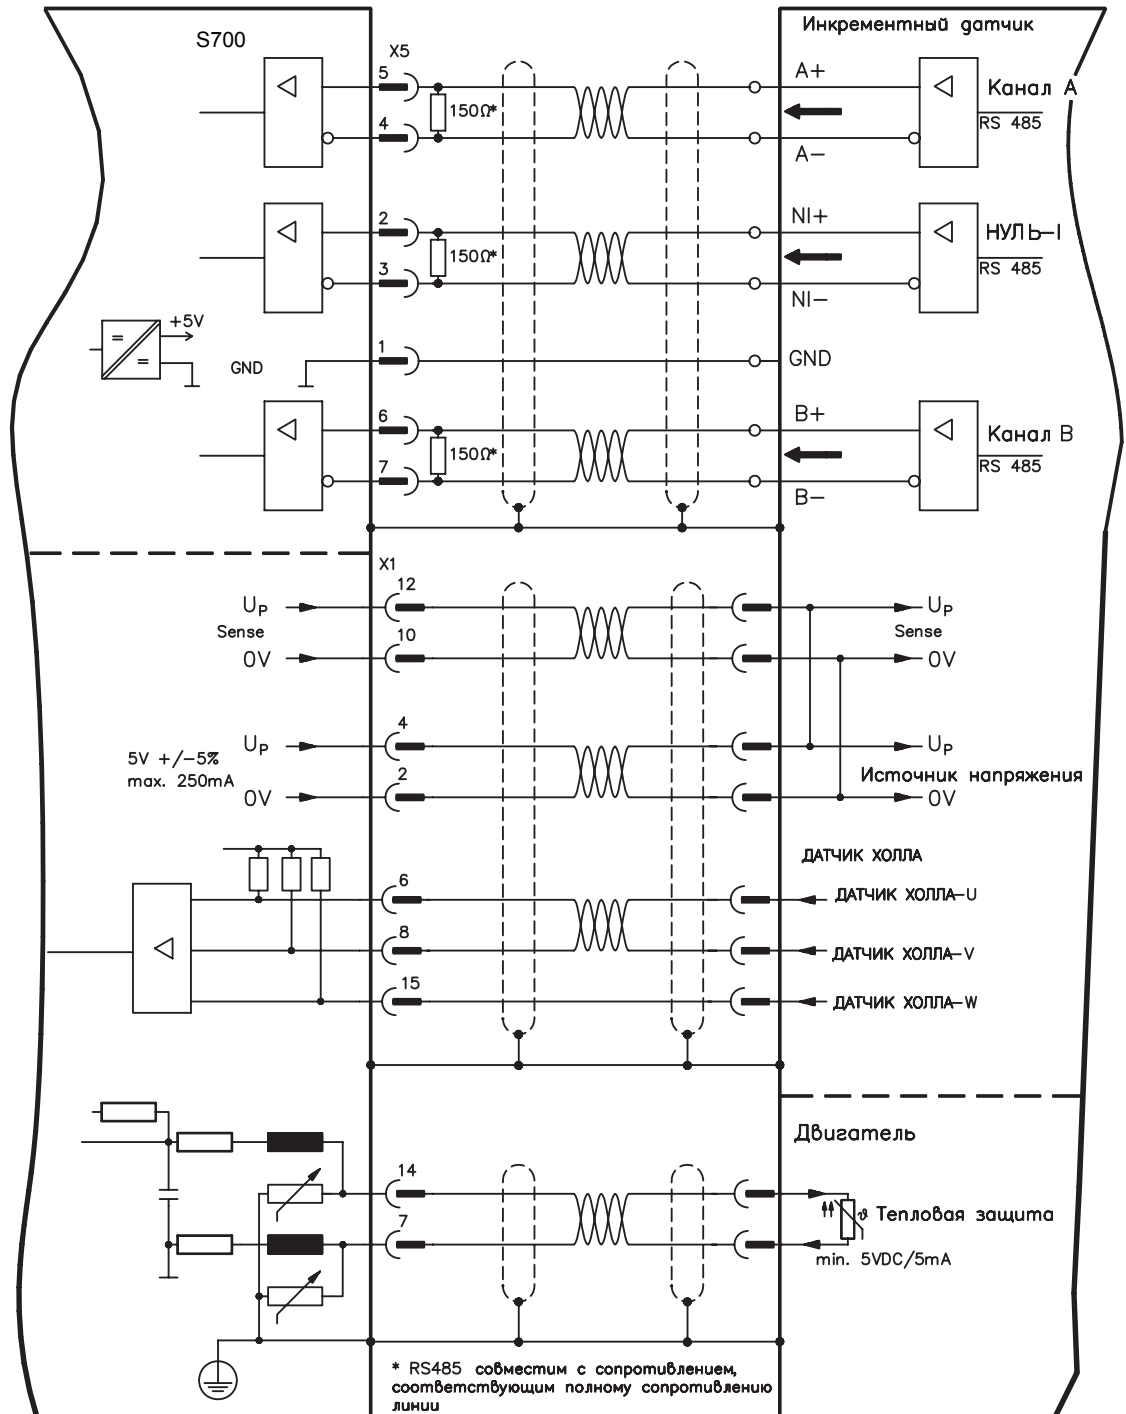 Инкрементный датчик
S700
X5
5
A+
Канал A
150Ω*
RS 485
4
A−
2
NI+
НУЛЬ−I
150Ω*
RS 485
3
NI−
+5V
=
=
1
GND
GND
6
B+
Канал B
150Ω*
RS 485
7
B−
X1
12
UP
UP
Sense
Sense
10
0V
0V
4
UP
UP
5V +/−5%
max. 250mA
2
Источник напряжения
0V
0V
ДАТЧИК ХОЛЛА
6
ДАТЧИК ХОЛЛА−U
8
ДАТЧИК ХОЛЛА−V
15
ДАТЧИК ХОЛЛА−W
Двигатель
14
ϑ Тепловая защита
7
min. 5VDC/5mA
* RS485 совместим с сопротивлением,
соответствующим полному сопротивлению
линии